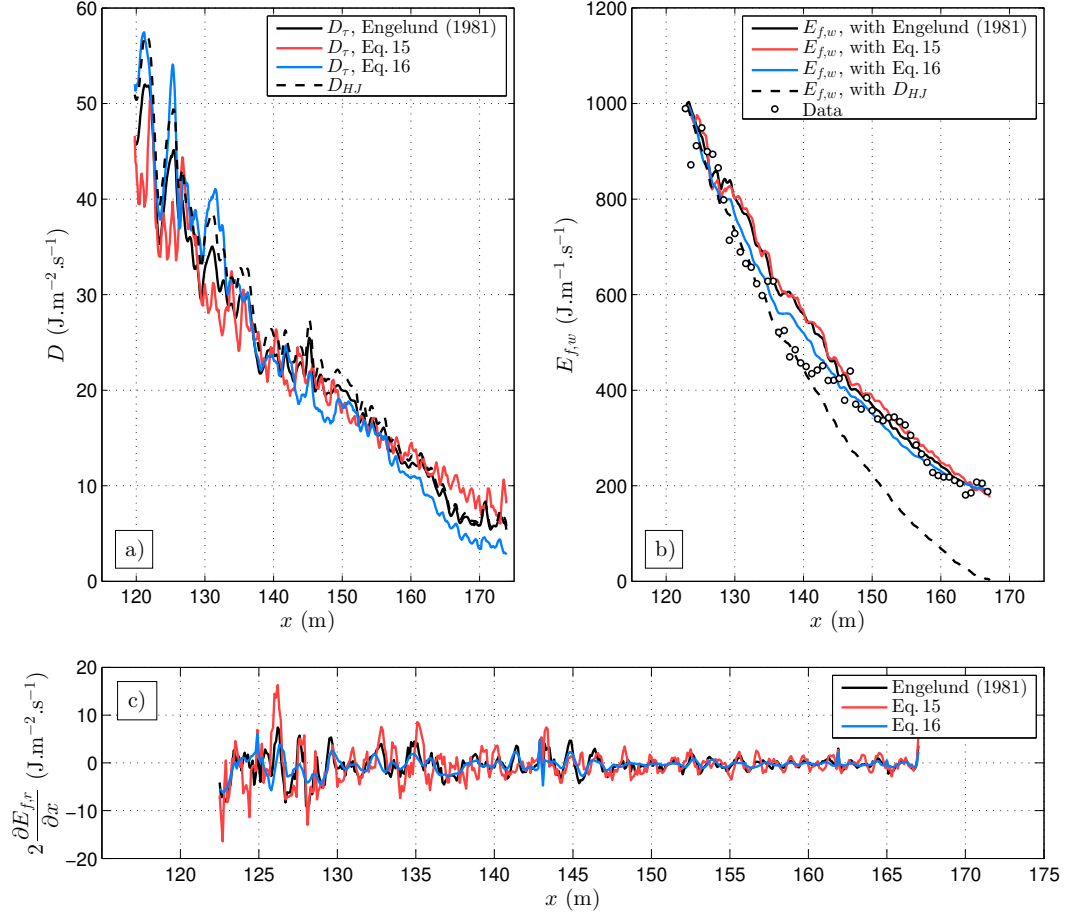 60
50
40
30
20
10
0
120 130 140 150 160 170
x (m)
D (J.m⁻².s⁻¹)
D_τ, Engelund (1981)
D_τ, Eq. 15
D_τ, Eq. 16
D_HJ
a)
1200
1000
800
600
400
200
0
120 130 140 150 160 170
x (m)
E_f,w (J.m⁻¹.s⁻¹)
E_f,w, with Engelund (1981)
E_f,w, with Eq. 15
E_f,w, with Eq. 16
E_f,w, with D_HJ
Data
b)
20
10
0
−10
−20
120 125 130 135 140 145 150 155 160 165 170 175
x (m)
2 ∂E_f,r/∂x (J.m⁻².s⁻¹)
c)
Engelund (1981)
Eq. 15
Eq. 16